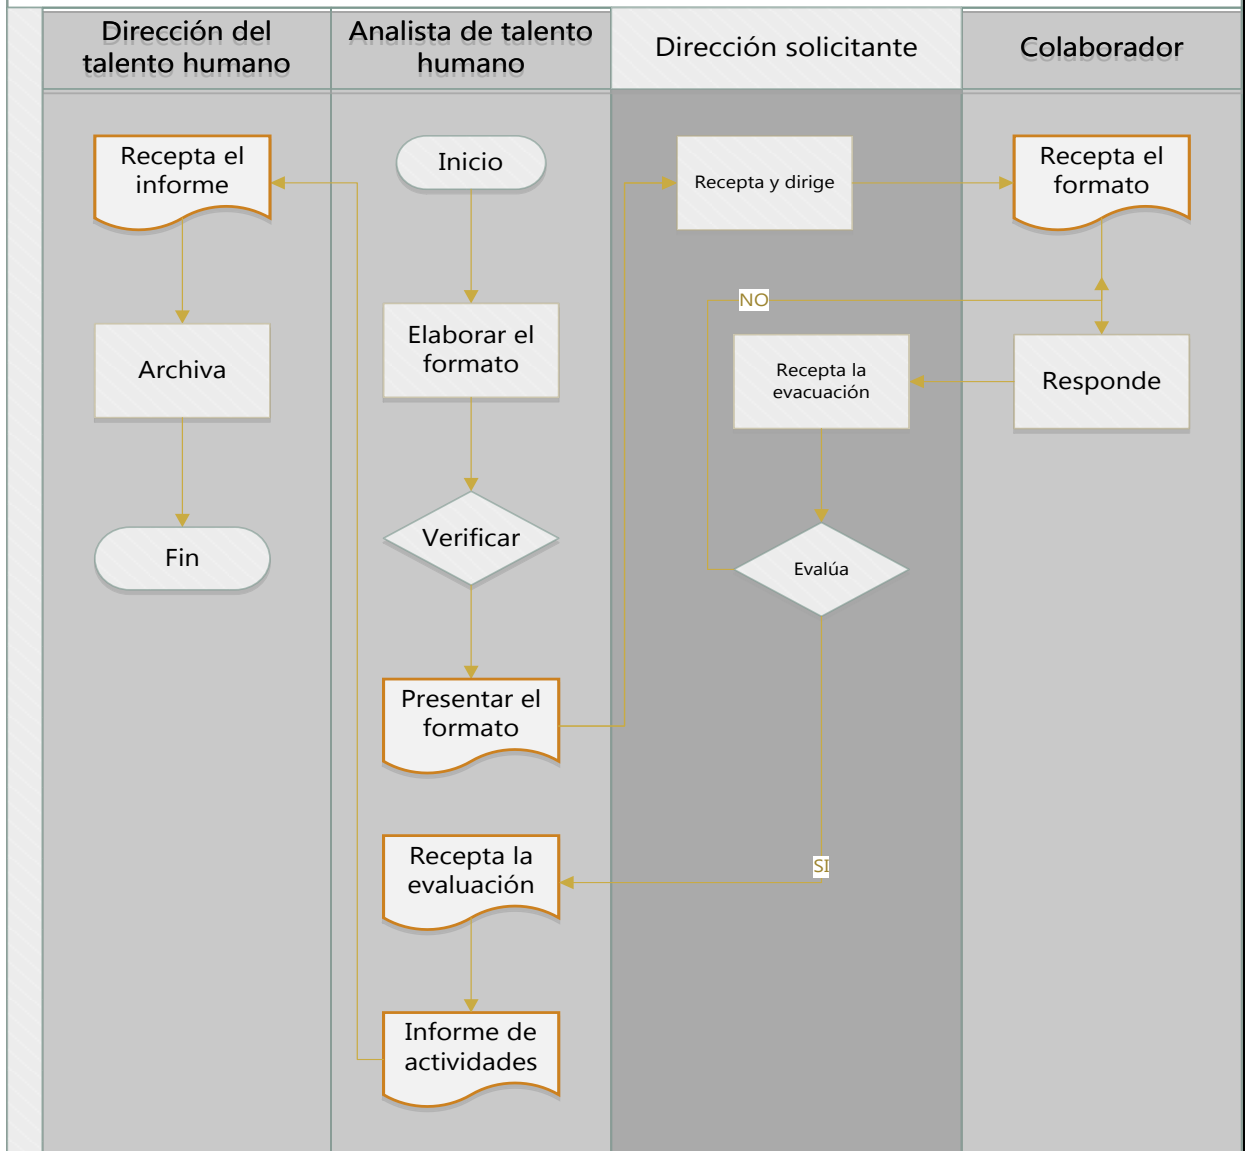 Dirección del
talento humano
Analista de talento
humano
Dirección solicitante
Colaborador
Recepta el
informe
Archiva
Fin
Inicio
Elaborar el
formato
Verificar
Presentar el
formato
Recepta la
evaluación
Informe de
actividades
Recepta y dirige
NO
Recepta la
evacuación
Evalúa
SI
Recepta el
formato
Responde